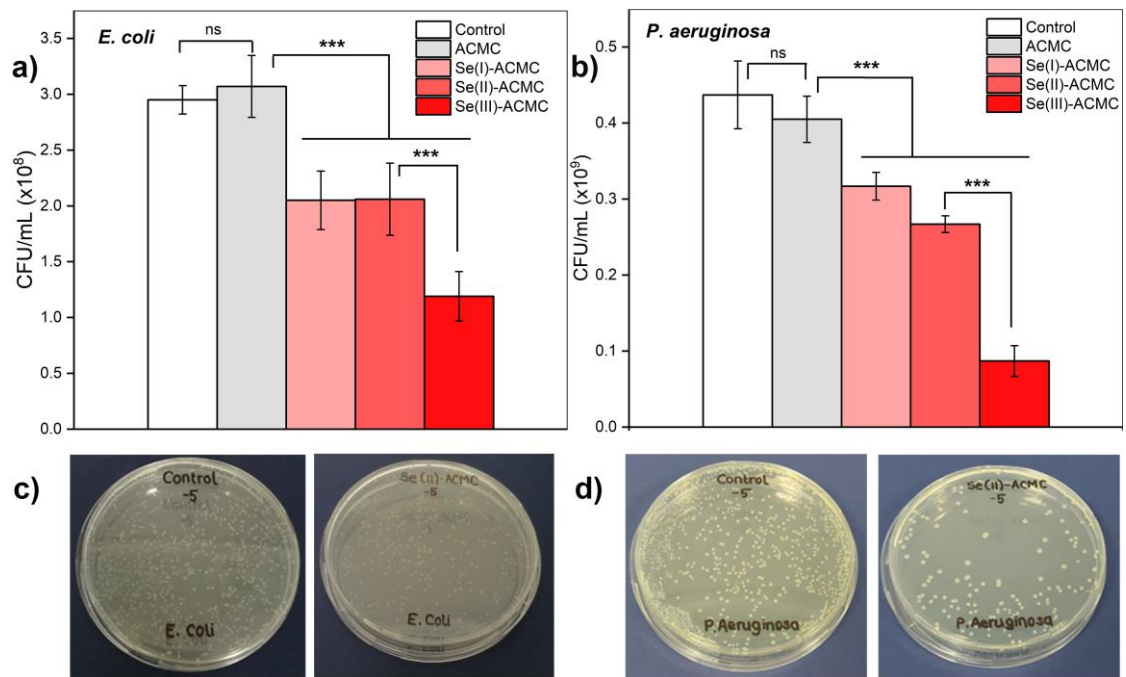 a)
E. coli
Control
ACMC
Se(I)-ACMC
Se(II)-ACMC
Se(III)-ACMC
ns
***
***
CFU/mL (x10⁸)
3.5
3.0
2.5
2.0
1.5
1.0
0.5
0.0
b)
P. aeruginosa
Control
ACMC
Se(I)-ACMC
Se(II)-ACMC
Se(III)-ACMC
ns
***
***
CFU/mL (x10⁹)
0.5
0.4
0.3
0.2
0.1
0.0
c)
Control
-5
E. Coli
Se(II)-ACMC
-5
E. Coli
d)
Control
-5
P. Aeruginosa
Se(II)-ACMC
-5
P. Aeruginosa